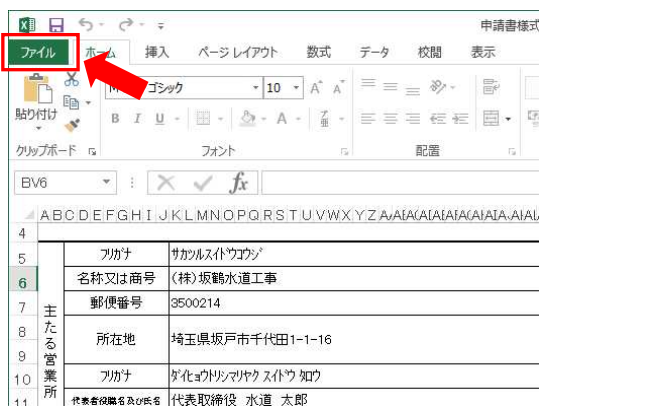 申請書様式
ファイル ホーム 挿入 ページ レイアウト 数式 データ 校閲 表示
ゴシック 10 A A
貼り付け
B I U A 亜
クリップボード フォント 配置
BV6 fx
A B C D E F G H I J K L M N O P Q R S T U V W X Y Z
4
5 フリガナ サカツルスイドウコウジ
6 名称又は商号 (株)坂鶴水道工事
7 郵便番号 3500214
8 所在地 埼玉県坂戸市千代田1-1-16
9
10 フリガナ ダイヒョウトリシマリヤク スイドウ タロウ
11 代表者役職名及び氏名 代表取締役 水道 太郎
主たる営業所